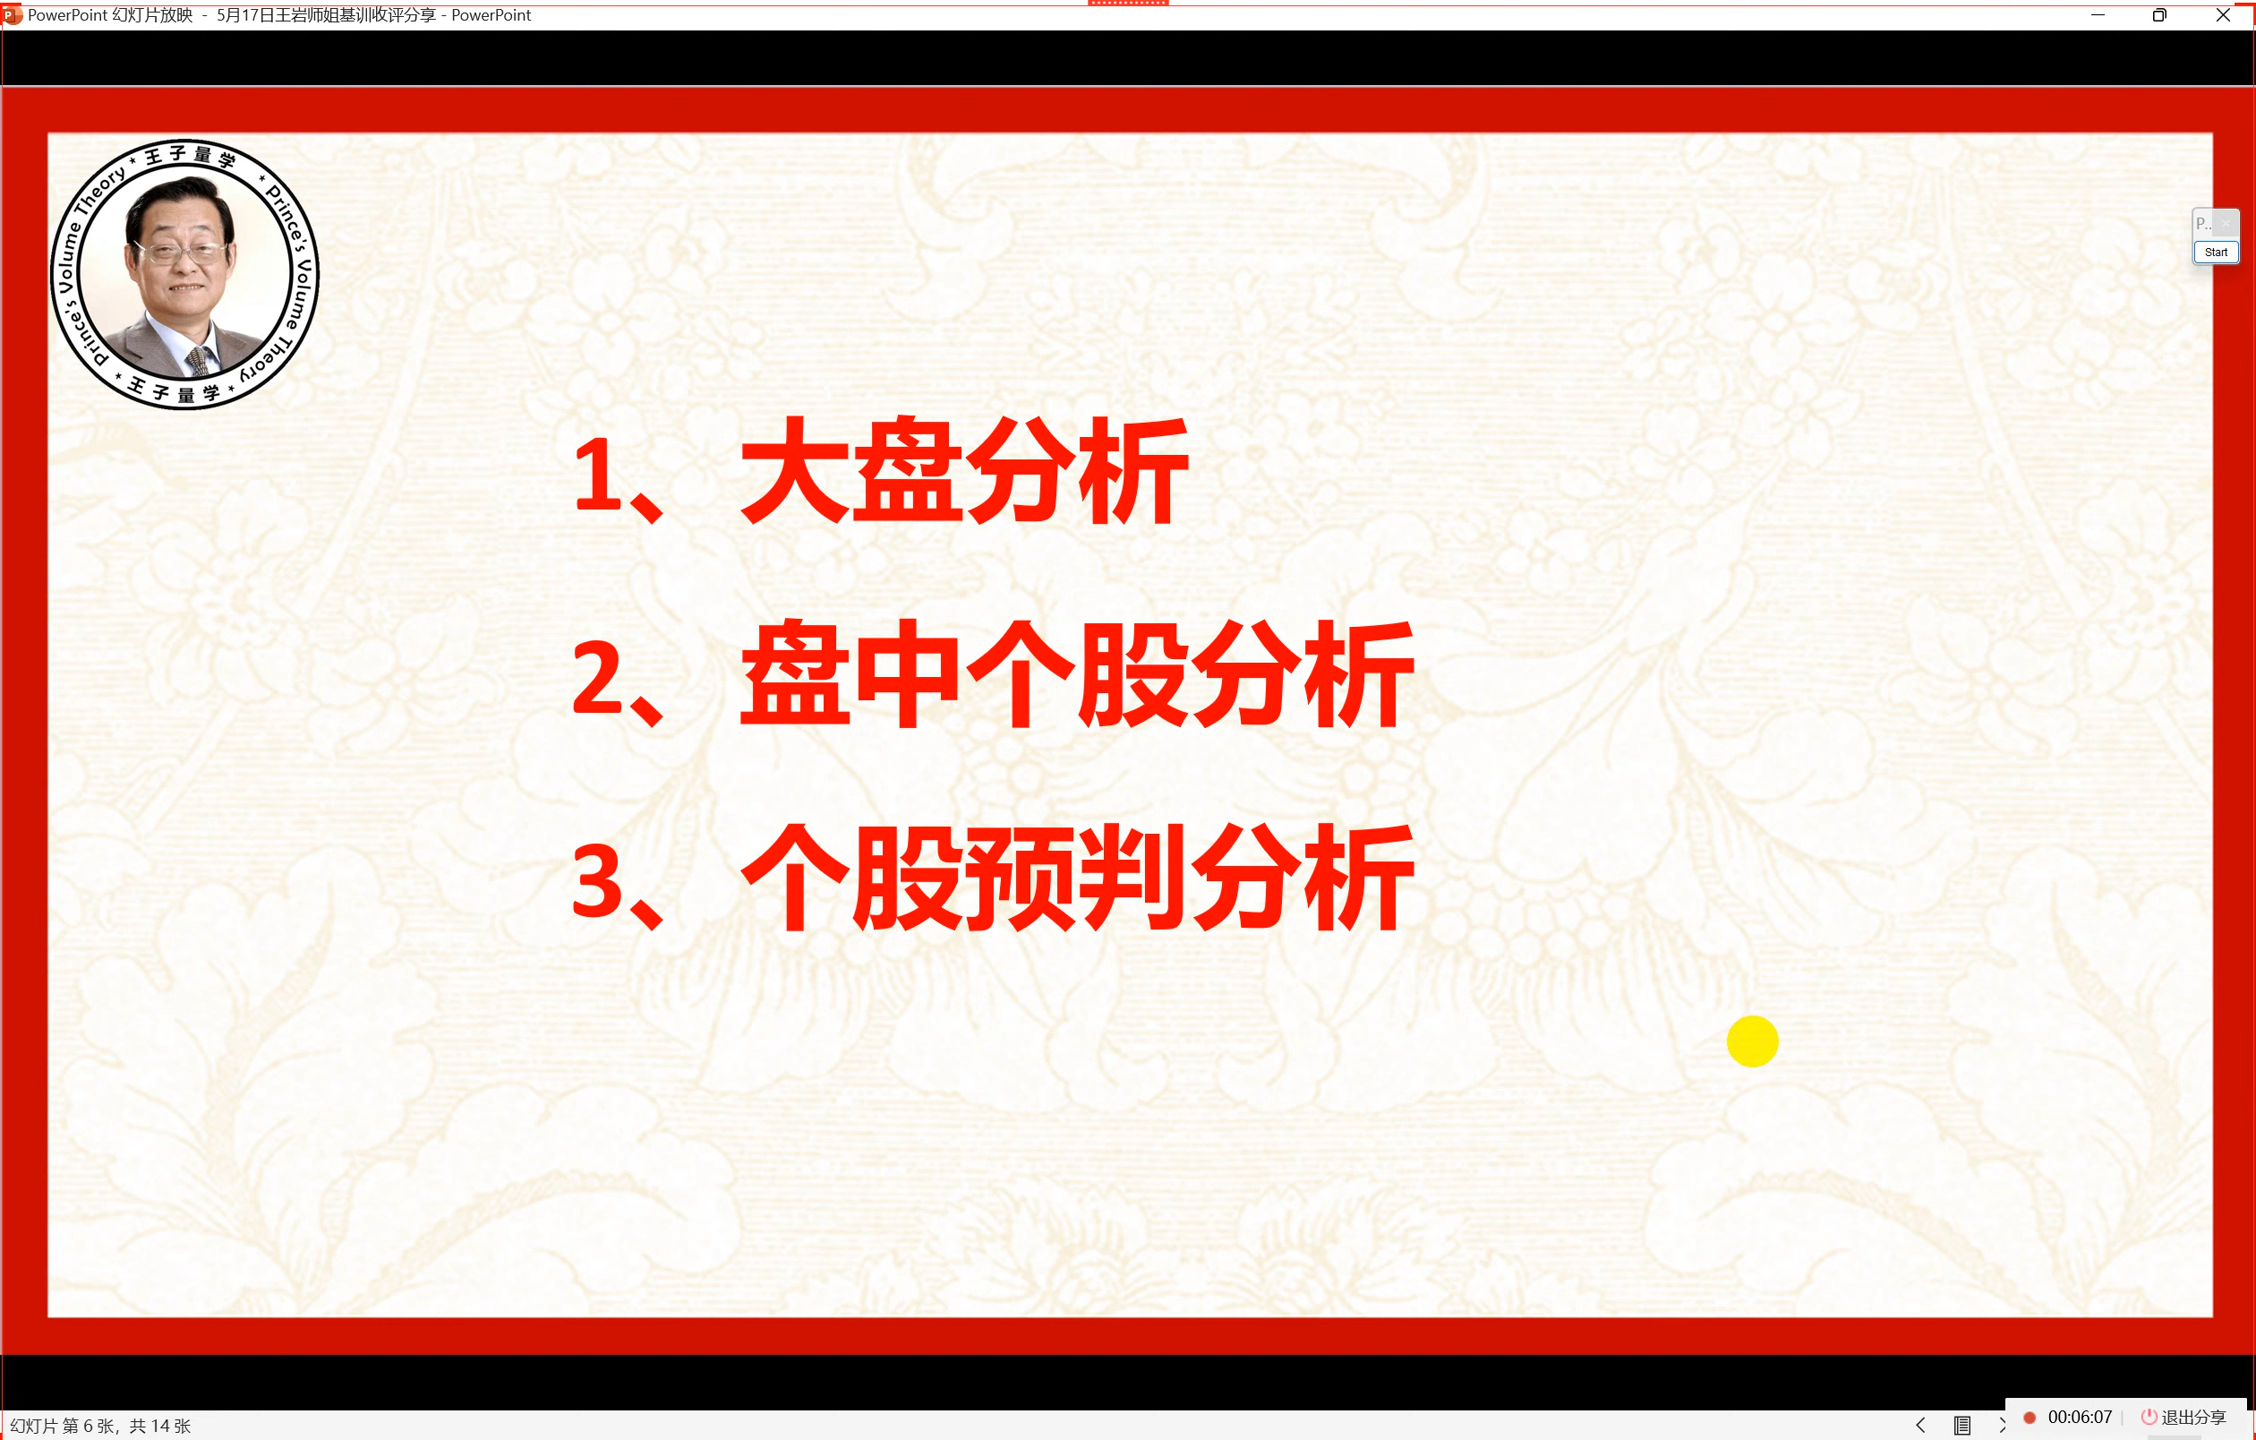 PowerPoint 幻灯片放映 - 5月17日王岩师姐基训收评分享 - PowerPoint
* 王子量学 * Prince's Volume Theory * 王子量学 * Prince's Volume Theory
P...
Start
1、 大盘分析
2、 盘中个股分析
3、 个股预判分析
幻灯片 第 6 张，共 14 张
00:06:07
退出分享